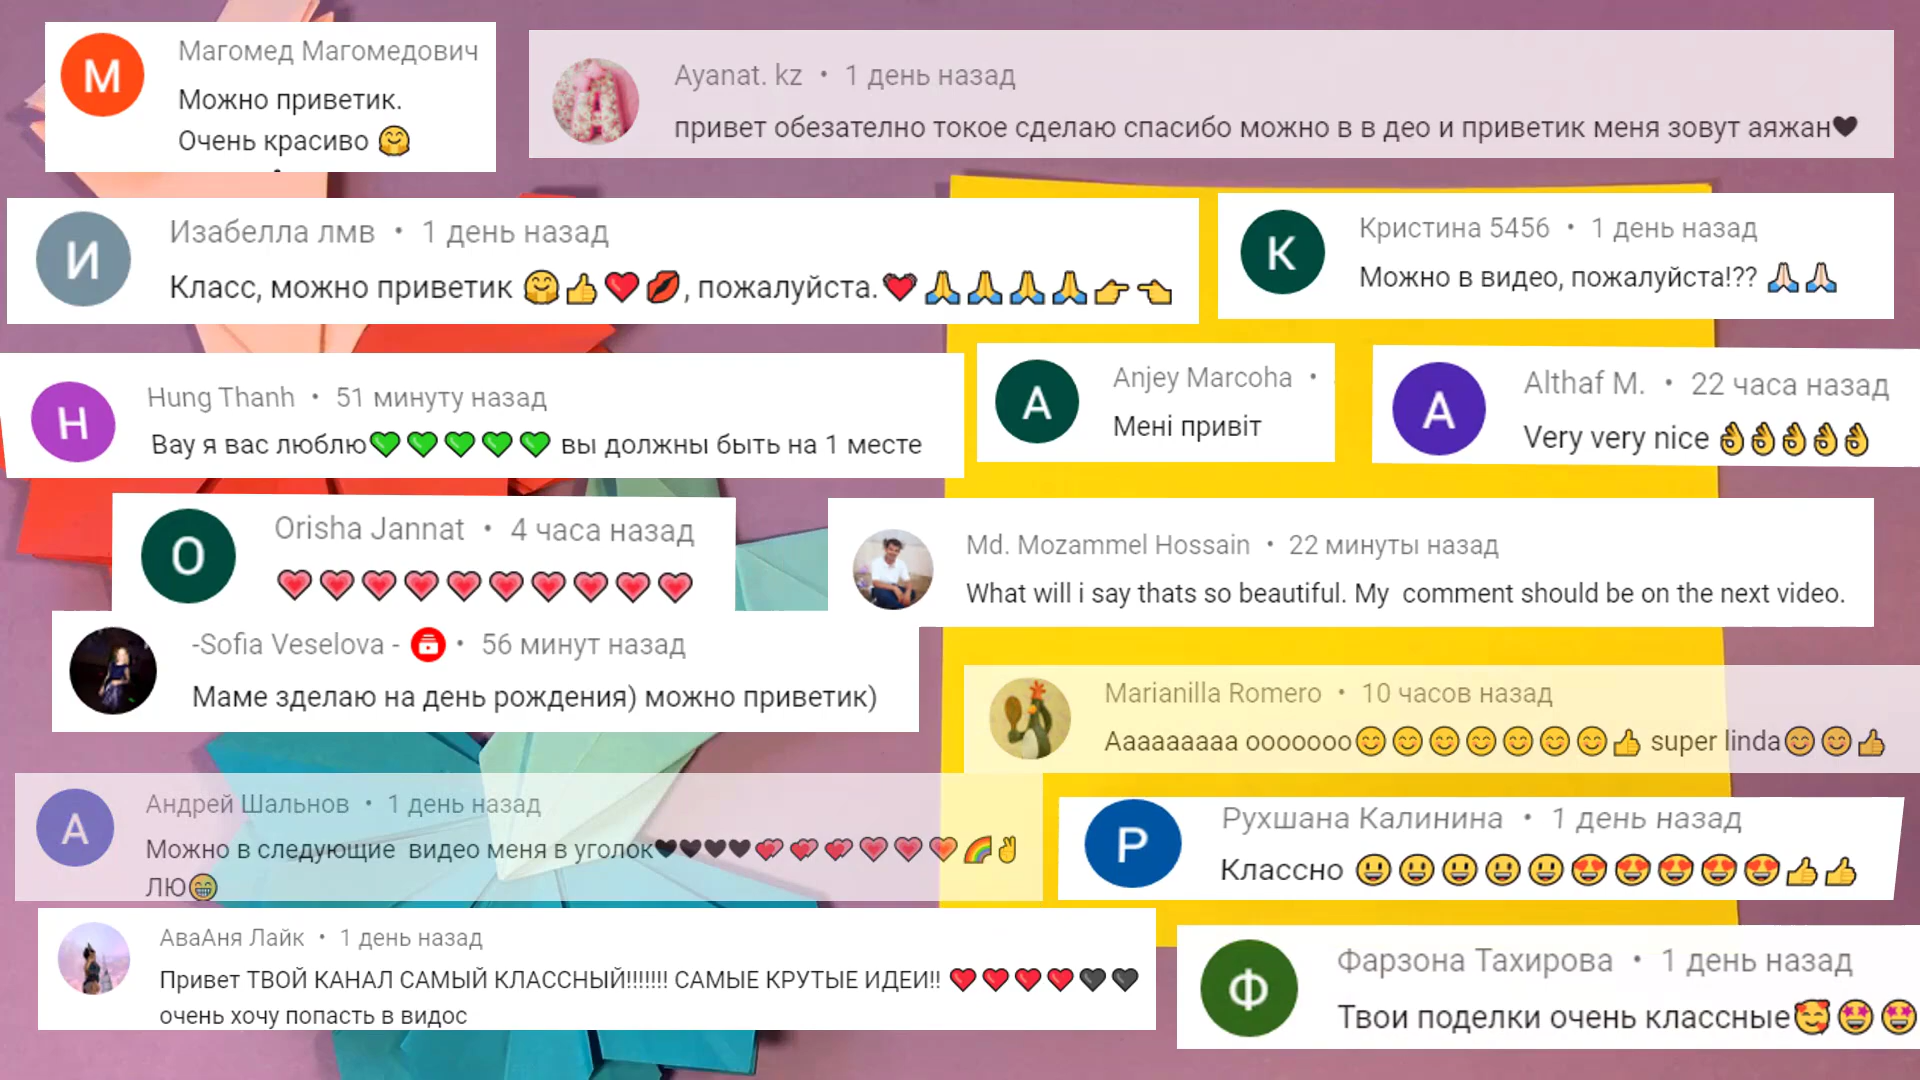 М
Магомед Магомедович
Можно приветик.
Очень красиво 🤗
Ayanat. kz • 1 день назад
привет обезателно токое сделаю спасибо можно в в део и приветик меня зовут аяжан🖤
И
Изабелла лмв • 1 день назад
Класс, можно приветик 🤗👍❤️💋, пожалуйста.💓🙏🙏🙏🙏👉👈
К
Кристина 5456 • 1 день назад
Можно в видео, пожалуйста!?? 🙏🏻🙏🏻
H
Hung Thanh • 51 минуту назад
Вау я вас люблю💚💚💚💚💚 вы должны быть на 1 месте
A
Anjey Marcoha •
Мені привіт
A
Althaf M. • 22 часа назад
Very very nice 👌👌👌👌👌
O
Orisha Jannat • 4 часа назад
💗💗💗💗💗💗💗💗💗💗
Md. Mozammel Hossain • 22 минуты назад
What will i say thats so beautiful. My comment should be on the next video.
-Sofia Veselova - • 56 минут назад
Маме зделаю на день рождения) можно приветик)
Marianilla Romero • 10 часов назад
Aaaaaaaaa ooooooo😊😊😊😊😊😊😊👍 super linda😊😊👍
А
Андрей Шальнов • 1 день назад
Можно в следующие видео меня в уголок🖤🖤🖤🖤💞💞💞💗💗💗🌈✌
ЛЮ😁
Р
Рухшана Калинина • 1 день назад
Классно 😃😃😃😃😃😍😍😍😍😍👍👍
АваАня Лайк • 1 день назад
Привет ТВОЙ КАНАЛ САМЫЙ КЛАССНЫЙ!!!!!!! САМЫЕ КРУТЫЕ ИДЕИ!! ❤️❤️❤️❤️🖤🖤
очень хочу попасть в видос
Ф
Фарзона Тахирова • 1 день назад
Твои поделки очень классные🥰🤩🤩